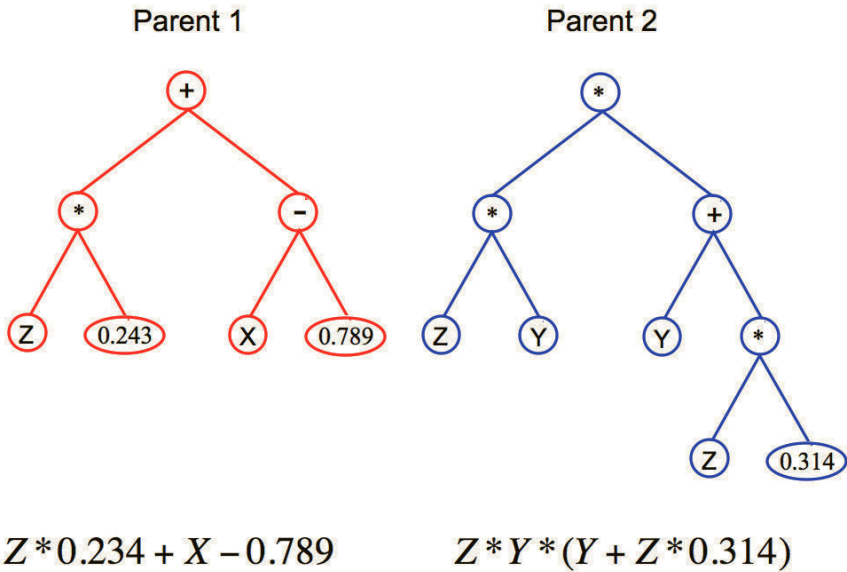 Parent 1 Parent 2
+ *
* - * +
Z 0.243 X 0.789 Z Y Y *
Z 0.314
Z*0.234+X-0.789 Z*Y*(Y+Z*0.314)